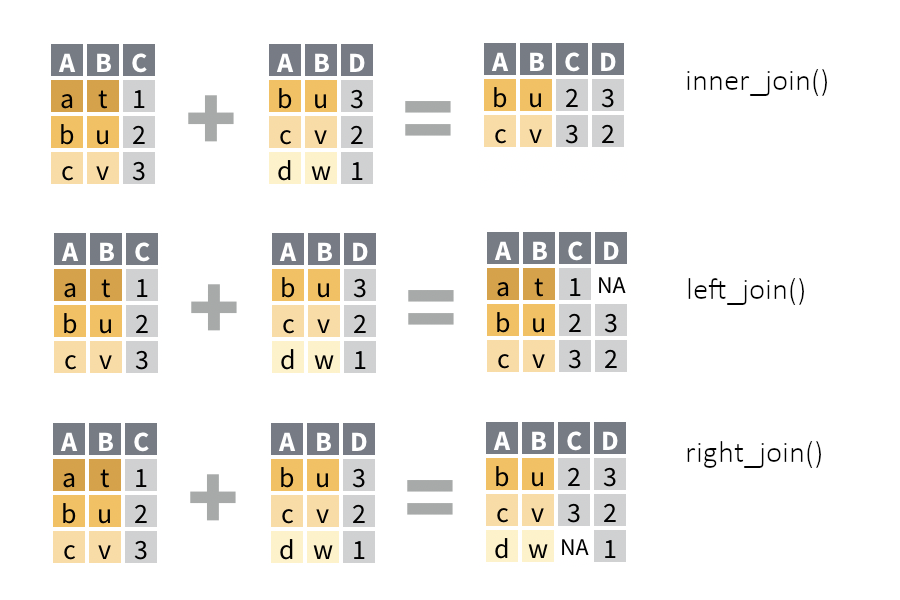 A B C A B D A B C D
a t 1 b u 3 b u 2 3 inner_join()
b u 2 c v 2 c v 3 2
c v 3 d w 1
A B C A B D A B C D
a t 1 b u 3 a t 1 NA left_join()
b u 2 c v 2 b u 2 3
c v 3 d w 1 c v 3 2
A B C A B D A B C D
a t 1 b u 3 b u 2 3 right_join()
b u 2 c v 2 c v 3 2
c v 3 d w 1 d w NA 1